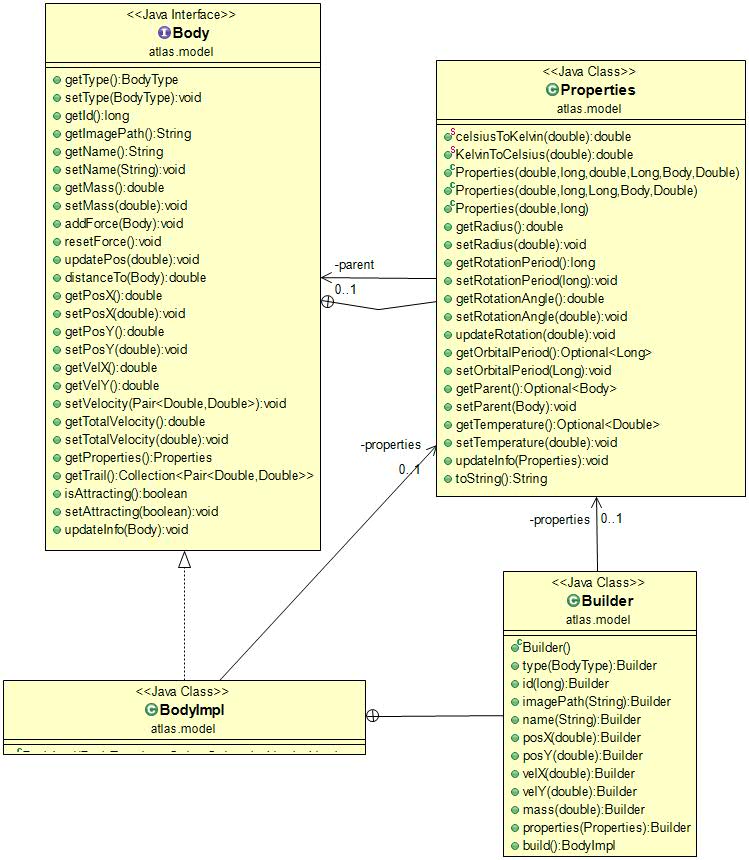 <<Java Interface>>
Body
atlas.model
getType():BodyType
setType(BodyType):void
getId():long
getImagePath():String
getName():String
setName(String):void
getMass():double
setMass(double):void
addForce(Body):void
resetForce():void
updatePos(double):void
distanceTo(Body):double
getPosX():double
setPosX(double):void
getPosY():double
setPosY(double):void
getVelX():double
getVelY():double
setVelocity(Pair<Double,Double>):void
getTotalVelocity():double
setTotalVelocity(double):void
getProperties():Properties
getTrail():Collection<Pair<Double,Double>>
isAttracting():boolean
setAttracting(boolean):void
updateInfo(Body):void
<<Java Class>>
Properties
atlas.model
celsiusToKelvin(double):double
KelvinToCelsius(double):double
Properties(double,long,double,Long,Body,Double)
Properties(double,long,Long,Body,Double)
Properties(double,long)
getRadius():double
setRadius(double):void
getRotationPeriod():long
setRotationPeriod(long):void
getRotationAngle():double
setRotationAngle(double):void
updateRotation(double):void
getOrbitalPeriod():Optional<Long>
setOrbitalPeriod(Long):void
getParent():Optional<Body>
setParent(Body):void
getTemperature():Optional<Double>
setTemperature(double):void
updateInfo(Properties):void
toString():String
-parent
0..1
-properties
0..1
-properties
0..1
<<Java Class>>
BodyImpl
atlas.model
<<Java Class>>
Builder
atlas.model
Builder()
type(BodyType):Builder
id(long):Builder
imagePath(String):Builder
name(String):Builder
posX(double):Builder
posY(double):Builder
velX(double):Builder
velY(double):Builder
mass(double):Builder
properties(Properties):Builder
build():BodyImpl